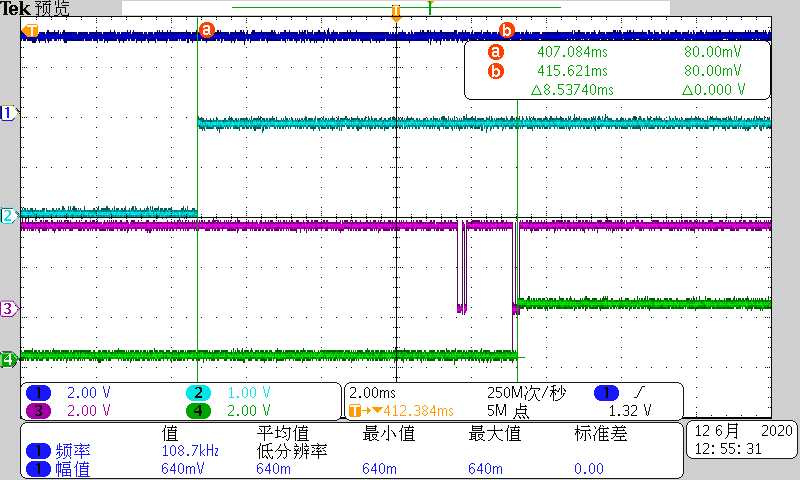 Tek 预览
T
T
a
b
a 407.084ms 80.00mV
b 415.621ms 80.00mV
△8.53740ms △0.000 V
1
2
3
4
1 2.00 V 2 1.00 V
3 2.00 V 4 2.00 V
2.00ms 250M次/秒 1 1.32 V
T→▼412.384ms 5M 点
值 平均值 最小值 最大值 标准差
1 频率 108.7kHz 低分辨率
1 幅值 640mV 640m 640m 640m 0.00
12 6月 2020
12:55:31